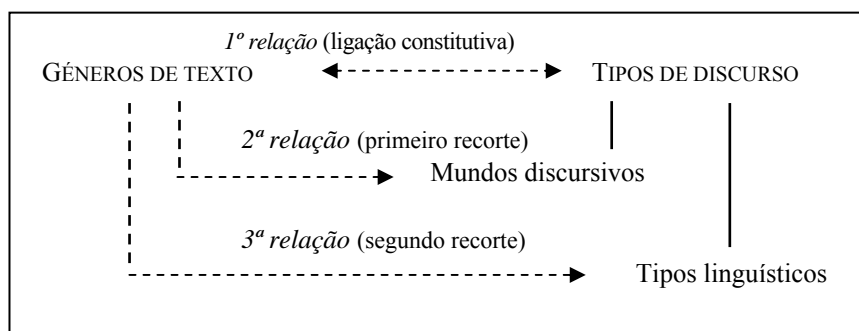 1º relação (ligação constitutiva)
GÉNEROS DE TEXTO TIPOS DE DISCURSO
2ª relação (primeiro recorte)
Mundos discursivos
3ª relação (segundo recorte)
Tipos linguísticos